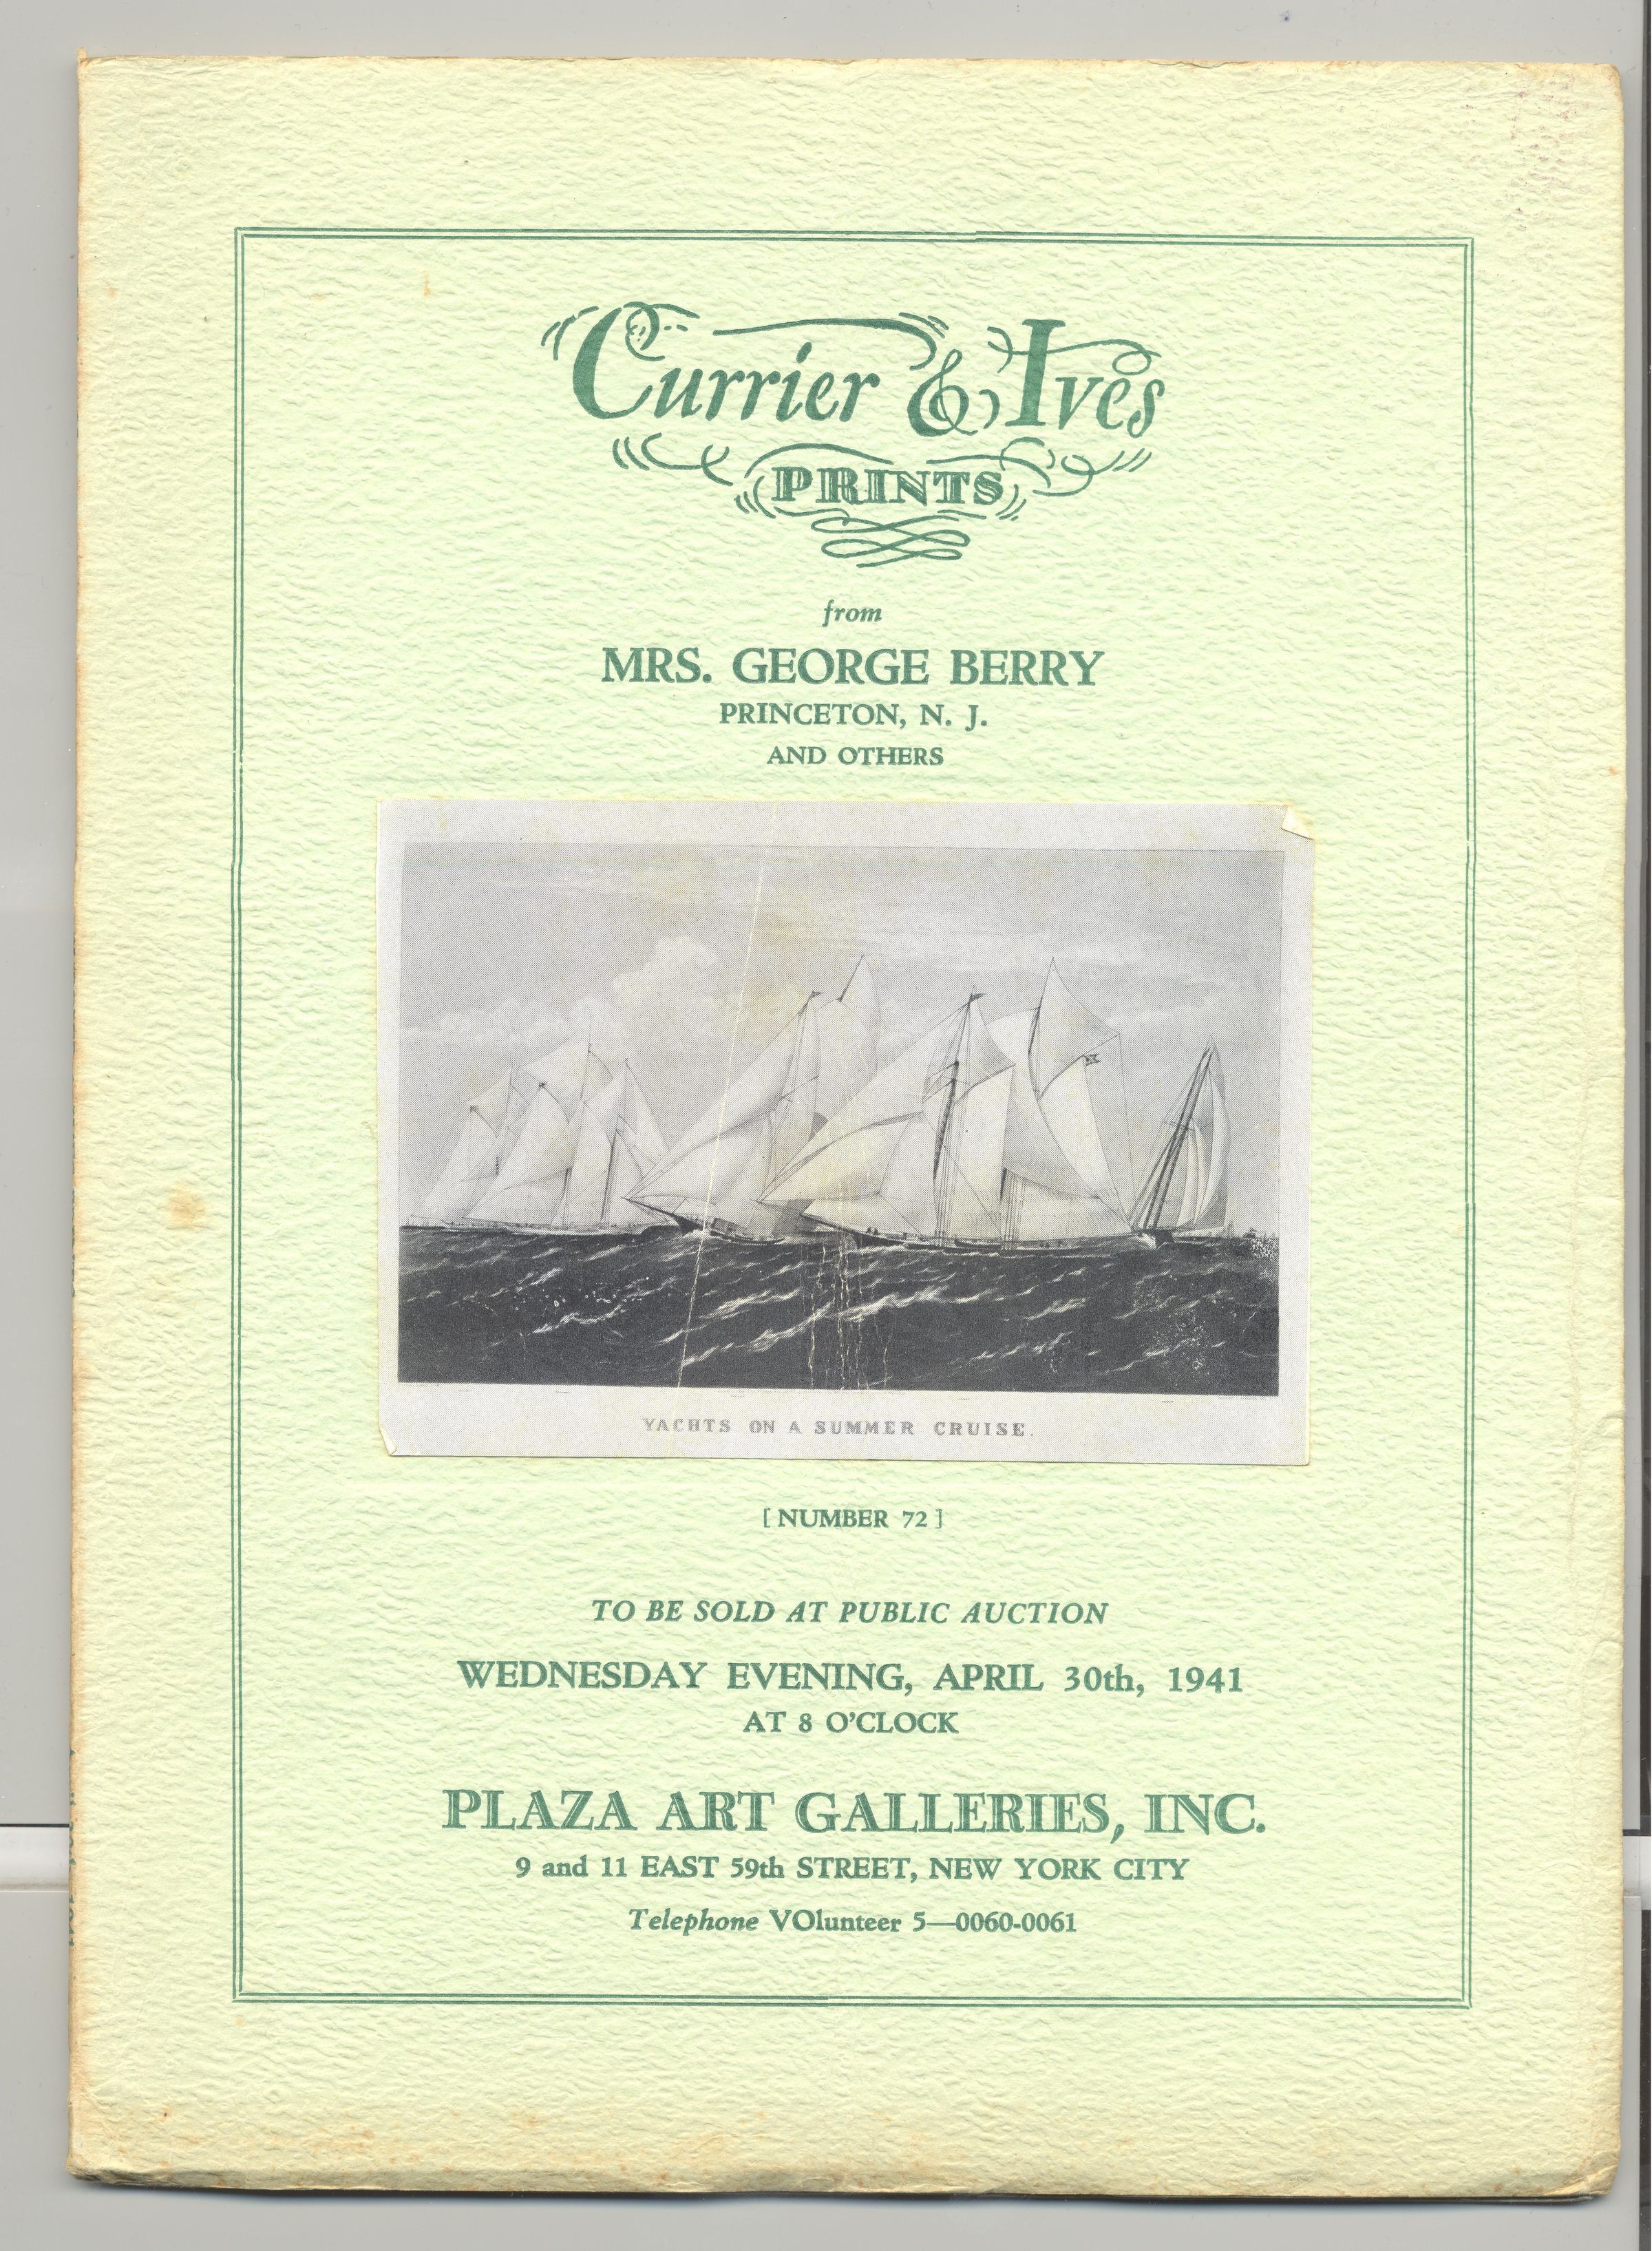 Currier & Ives
PRINTS
from
MRS. GEORGE BERRY
PRINCETON, N. J.
AND OTHERS
YACHTS ON A SUMMER CRUISE.
[ NUMBER 72 ]
TO BE SOLD AT PUBLIC AUCTION
WEDNESDAY EVENING, APRIL 30th, 1941
AT 8 O'CLOCK
PLAZA ART GALLERIES, INC.
9 and 11 EAST 59th STREET, NEW YORK CITY
Telephone VOlunteer 5—0060-0061